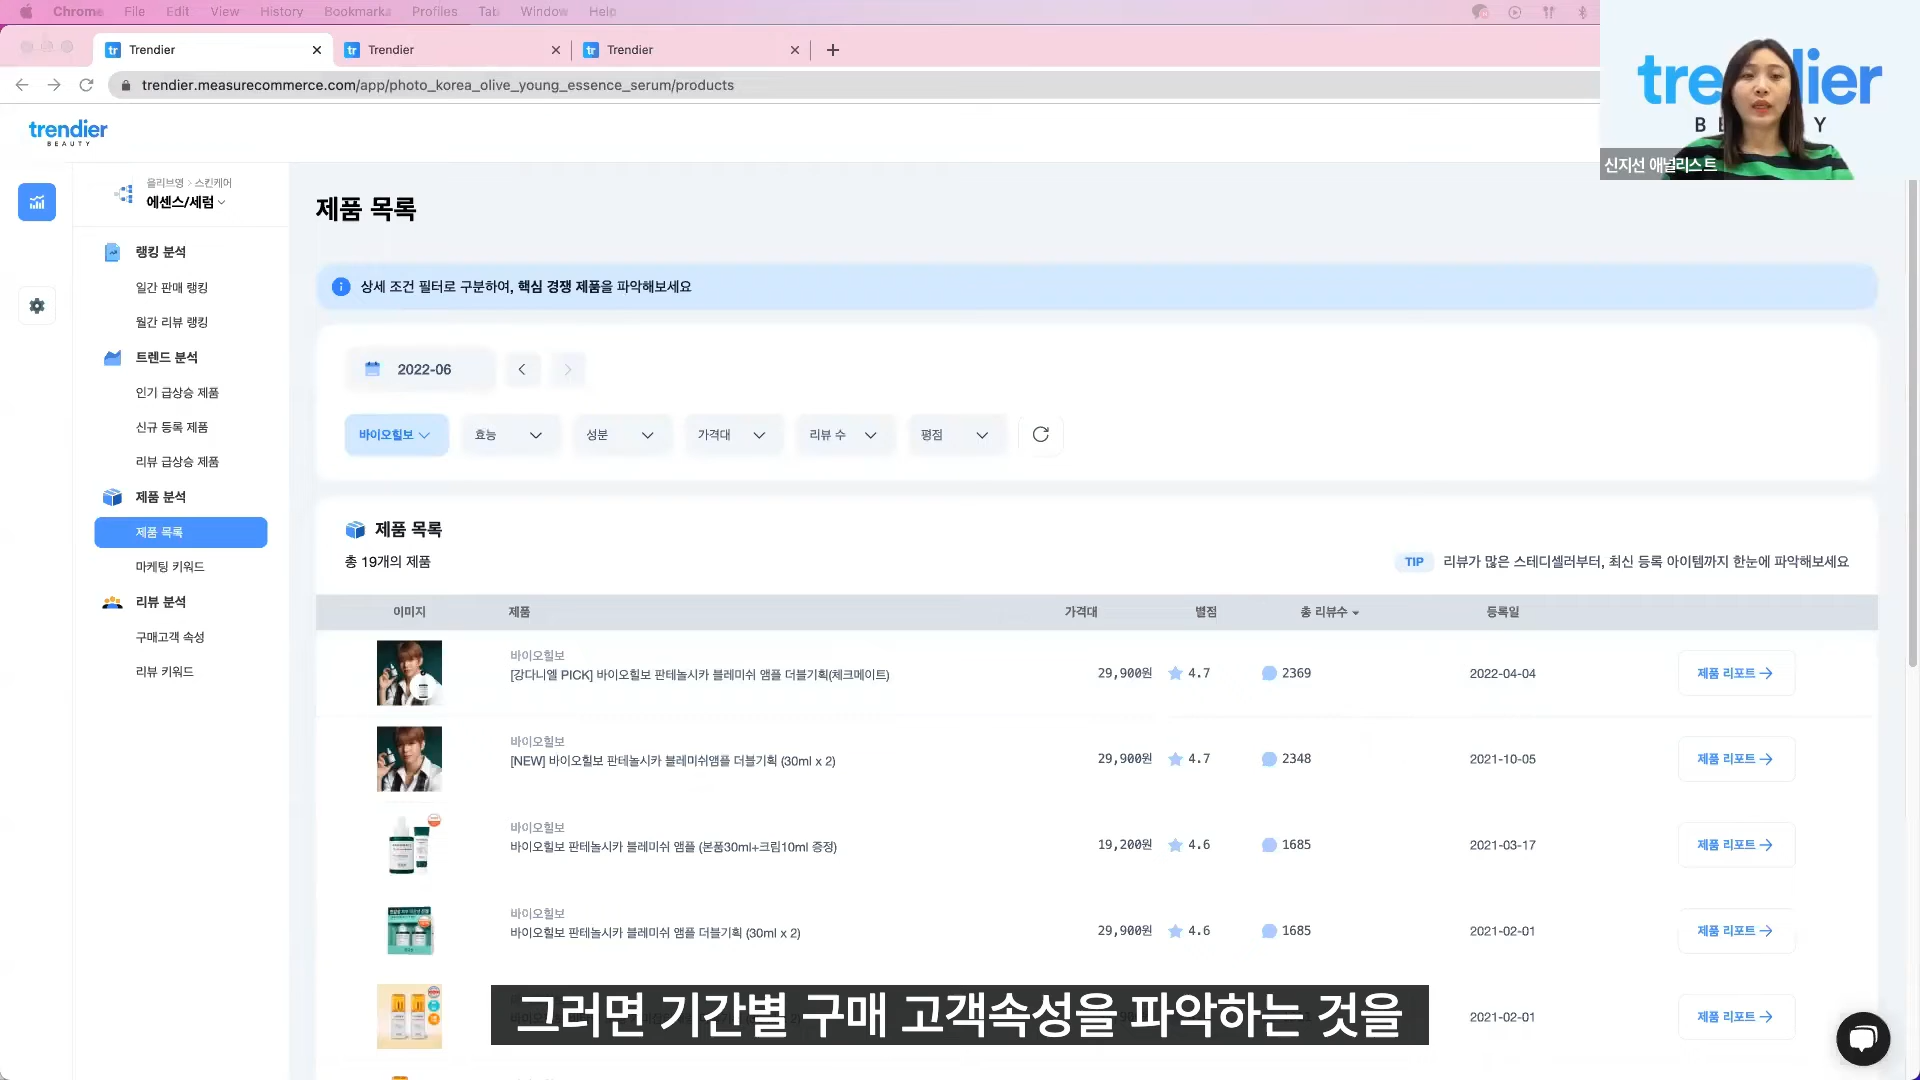 Chrome File Edit View History Bookmarks Profiles Tab Window Help
Trendier
Trendier
Trendier
trendier.measurecommerce.com/app/photo_korea_olive_young_essence_serum/products
trendier
BEAUTY
신지선 애널리스트
올리브영 > 스킨케어
에센스/세럼
랭킹 분석
일간 판매 랭킹
월간 리뷰 랭킹
트렌드 분석
인기 급상승 제품
신규 등록 제품
리뷰 급상승 제품
제품 분석
제품 목록
마케팅 키워드
리뷰 분석
구매고객 속성
리뷰 키워드
제품 목록
상세 조건 필터로 구분하여, 핵심 경쟁 제품을 파악해보세요
2022-06
바이오힐보 효능 성분 가격대 리뷰 수 평점
제품 목록
총 19개의 제품
TIP 리뷰가 많은 스테디셀러부터, 최신 등록 아이템까지 한눈에 파악해보세요
이미지 제품 가격대 별점 총 리뷰수 등록일
바이오힐보
[강다니엘 PICK] 바이오힐보 판테놀시카 블레미쉬 앰플 더블기획(체크메이트) 29,900원 4.7 2369 2022-04-04 제품 리포트
바이오힐보
[NEW] 바이오힐보 판테놀시카 블레미쉬앰플 더블기획 (30ml x 2) 29,900원 4.7 2348 2021-10-05 제품 리포트
바이오힐보
바이오힐보 판테놀시카 블레미쉬 앰플 (본품30ml+크림10ml 증정) 19,200원 4.6 1685 2021-03-17 제품 리포트
바이오힐보
바이오힐보 판테놀시카 블레미쉬 앰플 더블기획 (30ml x 2) 29,900원 4.6 1685 2021-02-01 제품 리포트
2021-02-01 제품 리포트
그러면 기간별 구매 고객속성을 파악하는 것을